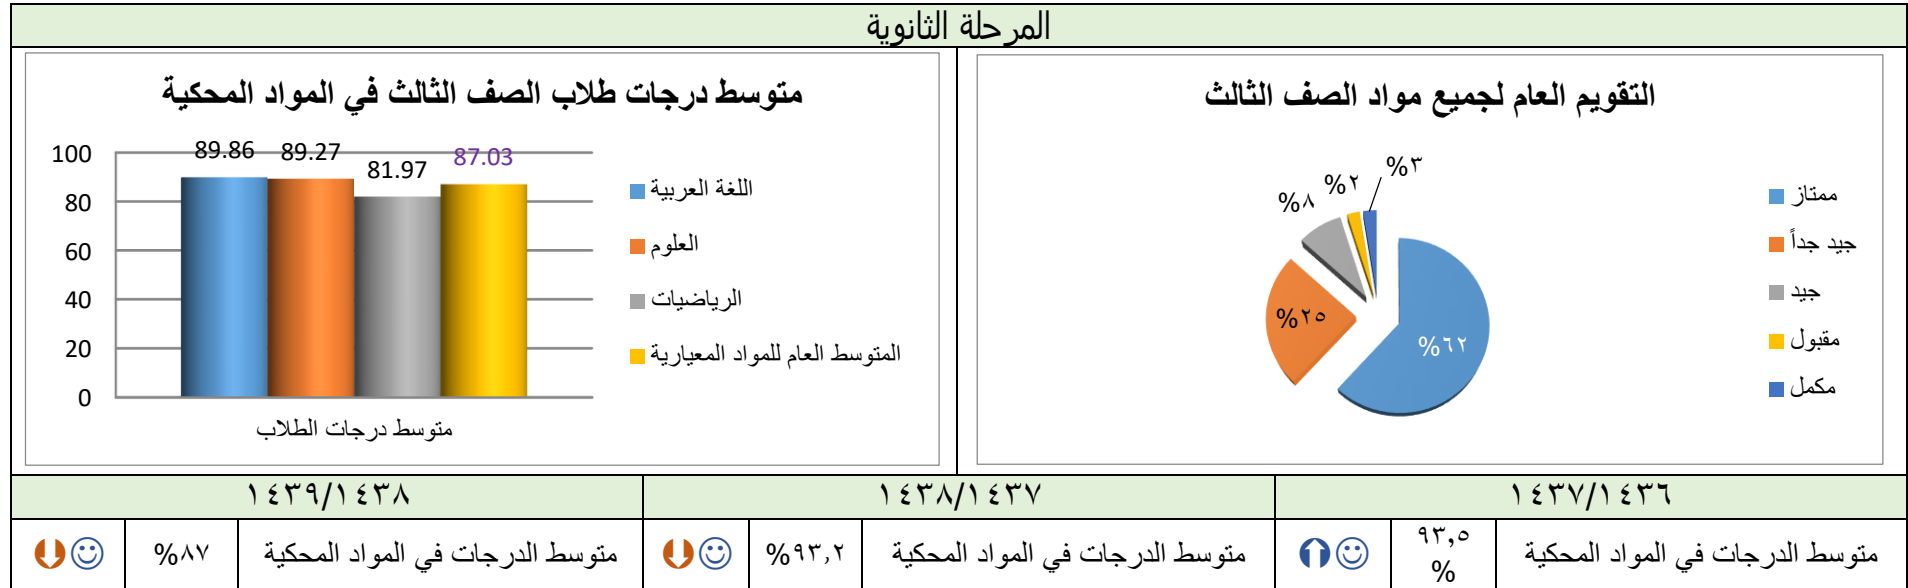 المرحلة الثانوية
التقويم العام لجميع مواد الصف الثالث
%٣
%٢
%٨
%٢٥
%٦٢
ممتاز
جيد جداً
جيد
مقبول
مكمل
متوسط درجات طلاب الصف الثالث في المواد المحكية
100
80
60
40
20
0
89.86
89.27
81.97
87.03
متوسط درجات الطلاب
اللغة العربية
العلوم
الرياضيات
المتوسط العام للمواد المعيارية
١٤٣٧/١٤٣٦
١٤٣٨/١٤٣٧
١٤٣٩/١٤٣٨
متوسط الدرجات في المواد المحكية
٩٣,٥
%
متوسط الدرجات في المواد المحكية
%٩٣,٢
متوسط الدرجات في المواد المحكية
%٨٧